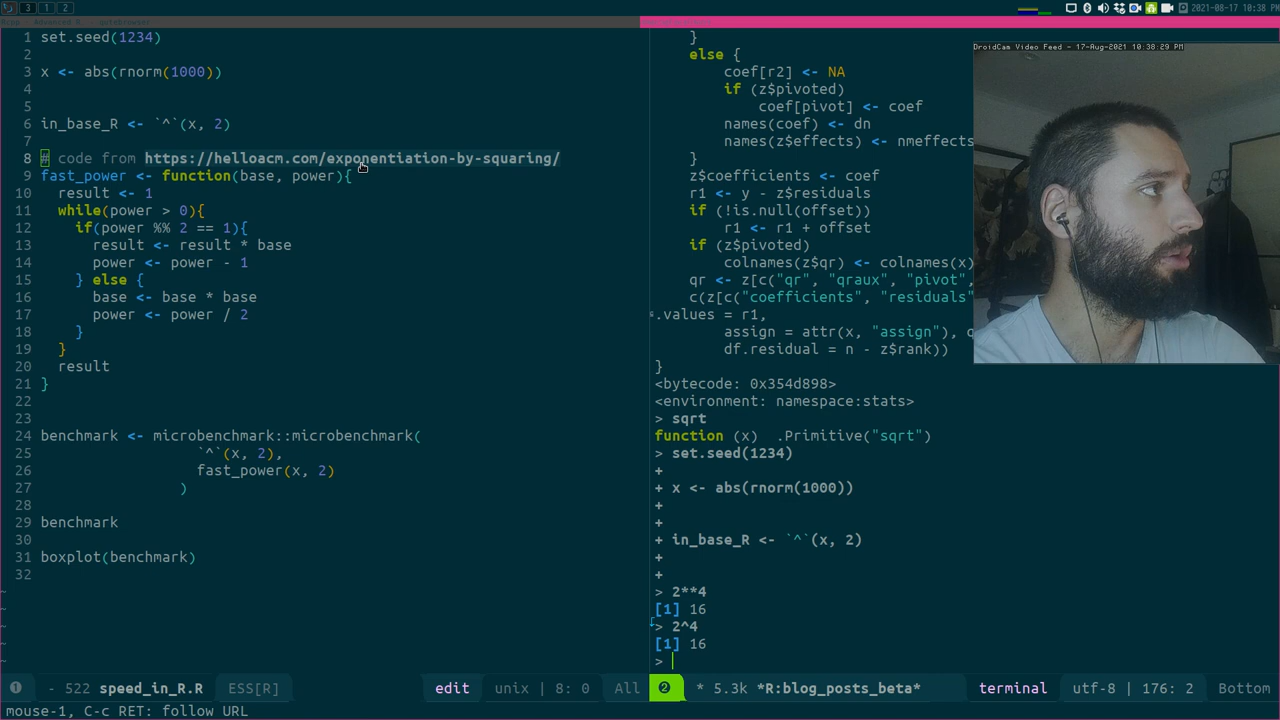 3 1 2
2021-08-17 10:38 PM
DroidCam Video Feed - 17-Aug-2021 10:38:29 PM
1 set.seed(1234)
2
3 x <- abs(rnorm(1000))
4
5
6 in_base_R <- `^`(x, 2)
7
8 # code from https://helloacm.com/exponentiation-by-squaring/
9 fast_power <- function(base, power){
10 result <- 1
11 while(power > 0){
12 if(power %% 2 == 1){
13 result <- result * base
14 power <- power - 1
15 } else {
16 base <- base * base
17 power <- power / 2
18 }
19 }
20 result
21 }
22
23
24 benchmark <- microbenchmark::microbenchmark(
25 `^`(x, 2),
26 fast_power(x, 2)
27 )
28
29 benchmark
30
31 boxplot(benchmark)
32
~
~
~
~
~
}
else {
coef[r2] <- NA
if (z$pivoted)
coef[pivot] <- coef
names(coef) <- dn
names(z$effects) <- nmeffects
}
z$coefficients <- coef
r1 <- y - z$residuals
if (!is.null(offset))
r1 <- r1 + offset
if (z$pivoted)
colnames(z$qr) <- colnames(x)
qr <- z[c("qr", "qraux", "pivot",
c(z[c("coefficients", "residuals"
.values = r1,
assign = attr(x, "assign"), q
df.residual = n - z$rank))
}
<bytecode: 0x354d898>
<environment: namespace:stats>
> sqrt
function (x) .Primitive("sqrt")
> set.seed(1234)
+
+ x <- abs(rnorm(1000))
+
+
+ in_base_R <- `^`(x, 2)
+
+
> 2**4
[1] 16
> 2^4
[1] 16
>
1 - 522 speed_in_R.R ESS[R] edit unix | 8: 0 All
2 * 5.3k *R:blog_posts_beta* terminal utf-8 | 176: 2 Bottom
mouse-1, C-c RET: follow URL